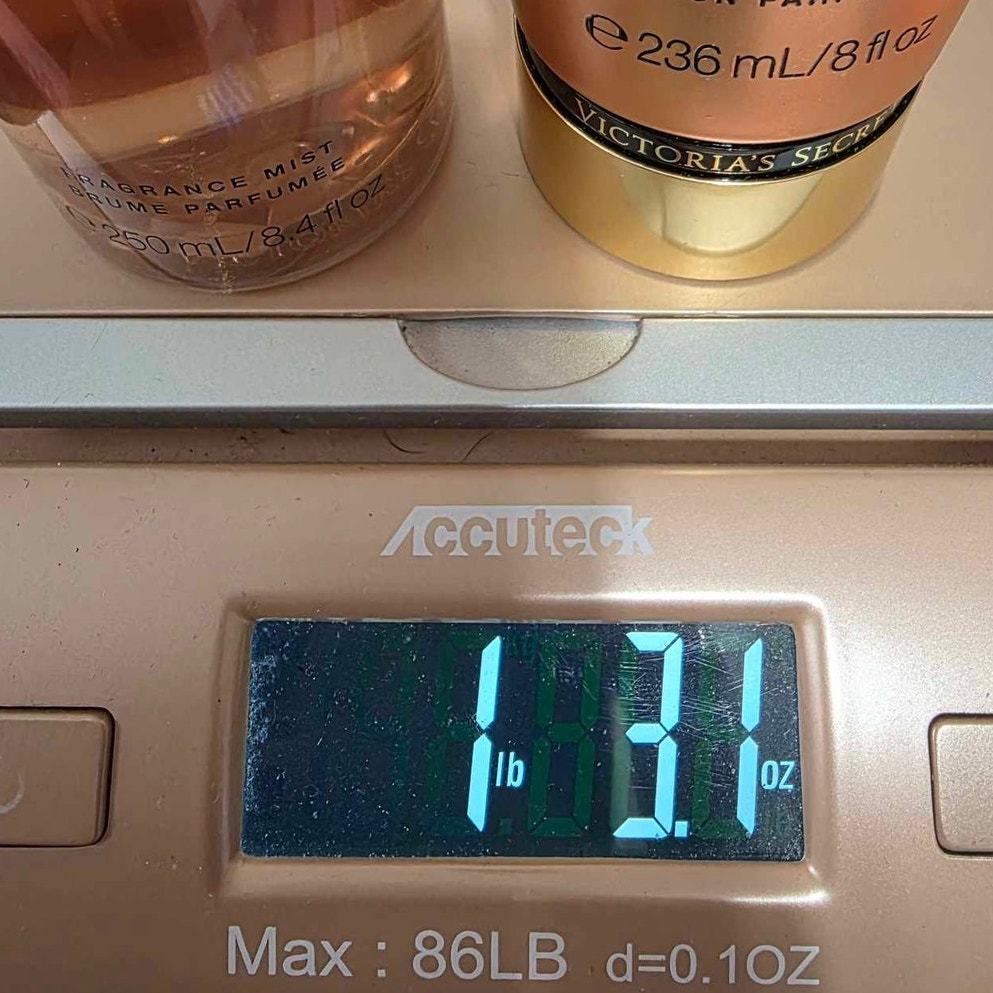 FRAGRANCE MIST
BRUME PARFUMÉE
250 mL/8.4 fl oz
℮ 236 mL/8 fl oz
VICTORIA'S SECRE
Accuteck
1 lb 3.1 oz
Max : 86LB d=0.1OZ